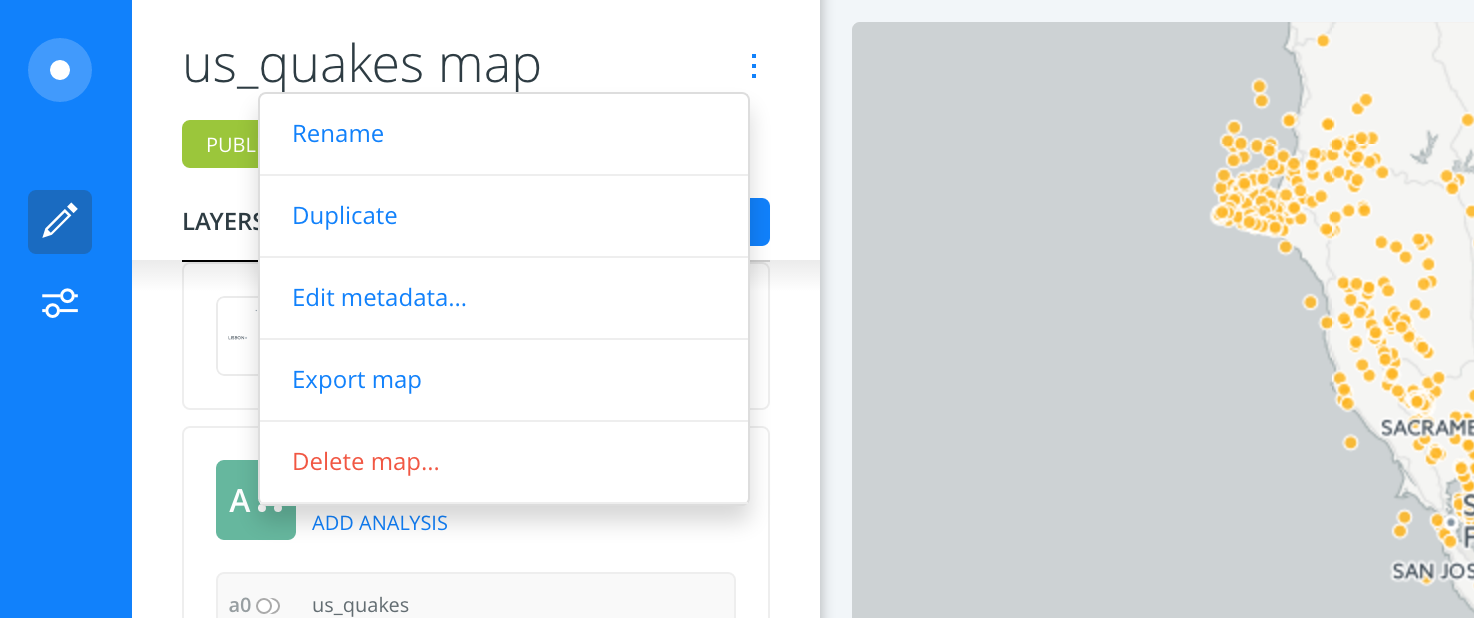 us_quakes map
PUBL
Rename
Duplicate
LAYERS
Edit metadata...
Export map
Delete map...
A
ADD ANALYSIS
a0 us_quakes
SACRAME
S
F
SAN JOS